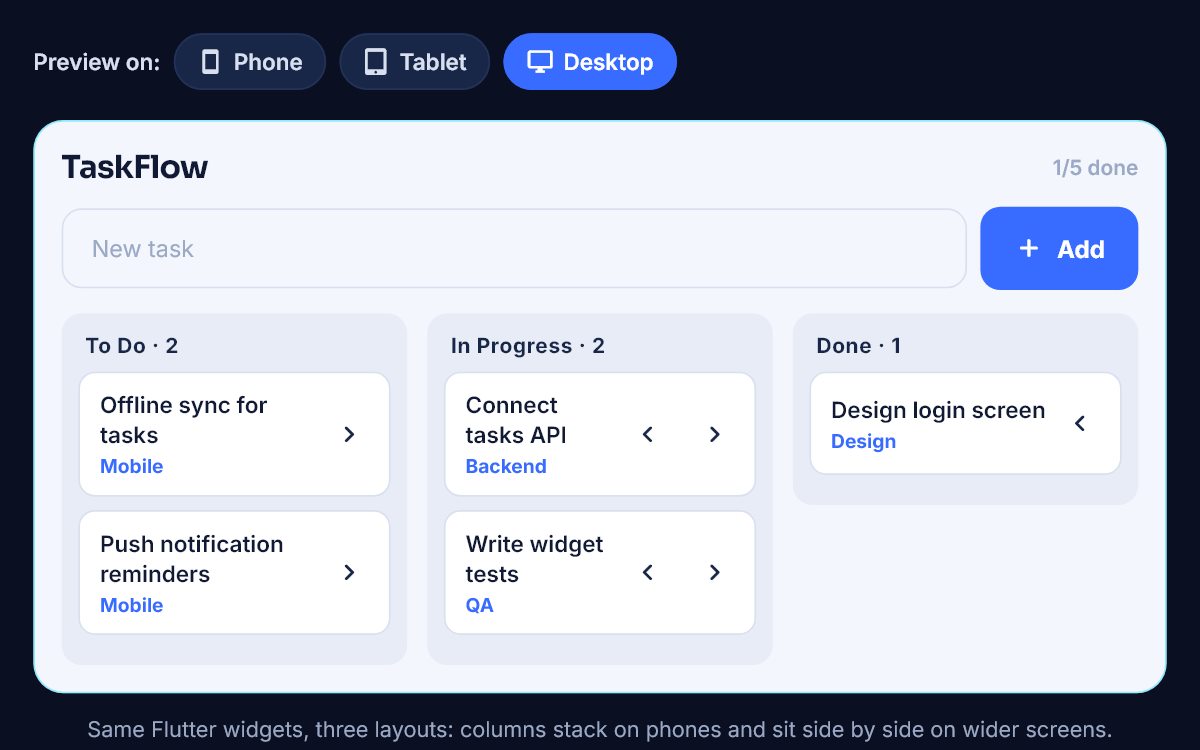 Preview on:
Phone
Tablet
Desktop
TaskFlow
1/5 done
New task
+ Add
To Do · 2
Offline sync for
tasks
Mobile
Push notification
reminders
Mobile
In Progress · 2
Connect
tasks API
Backend
Write widget
tests
QA
Done · 1
Design login screen
Design
Same Flutter widgets, three layouts: columns stack on phones and sit side by side on wider screens.